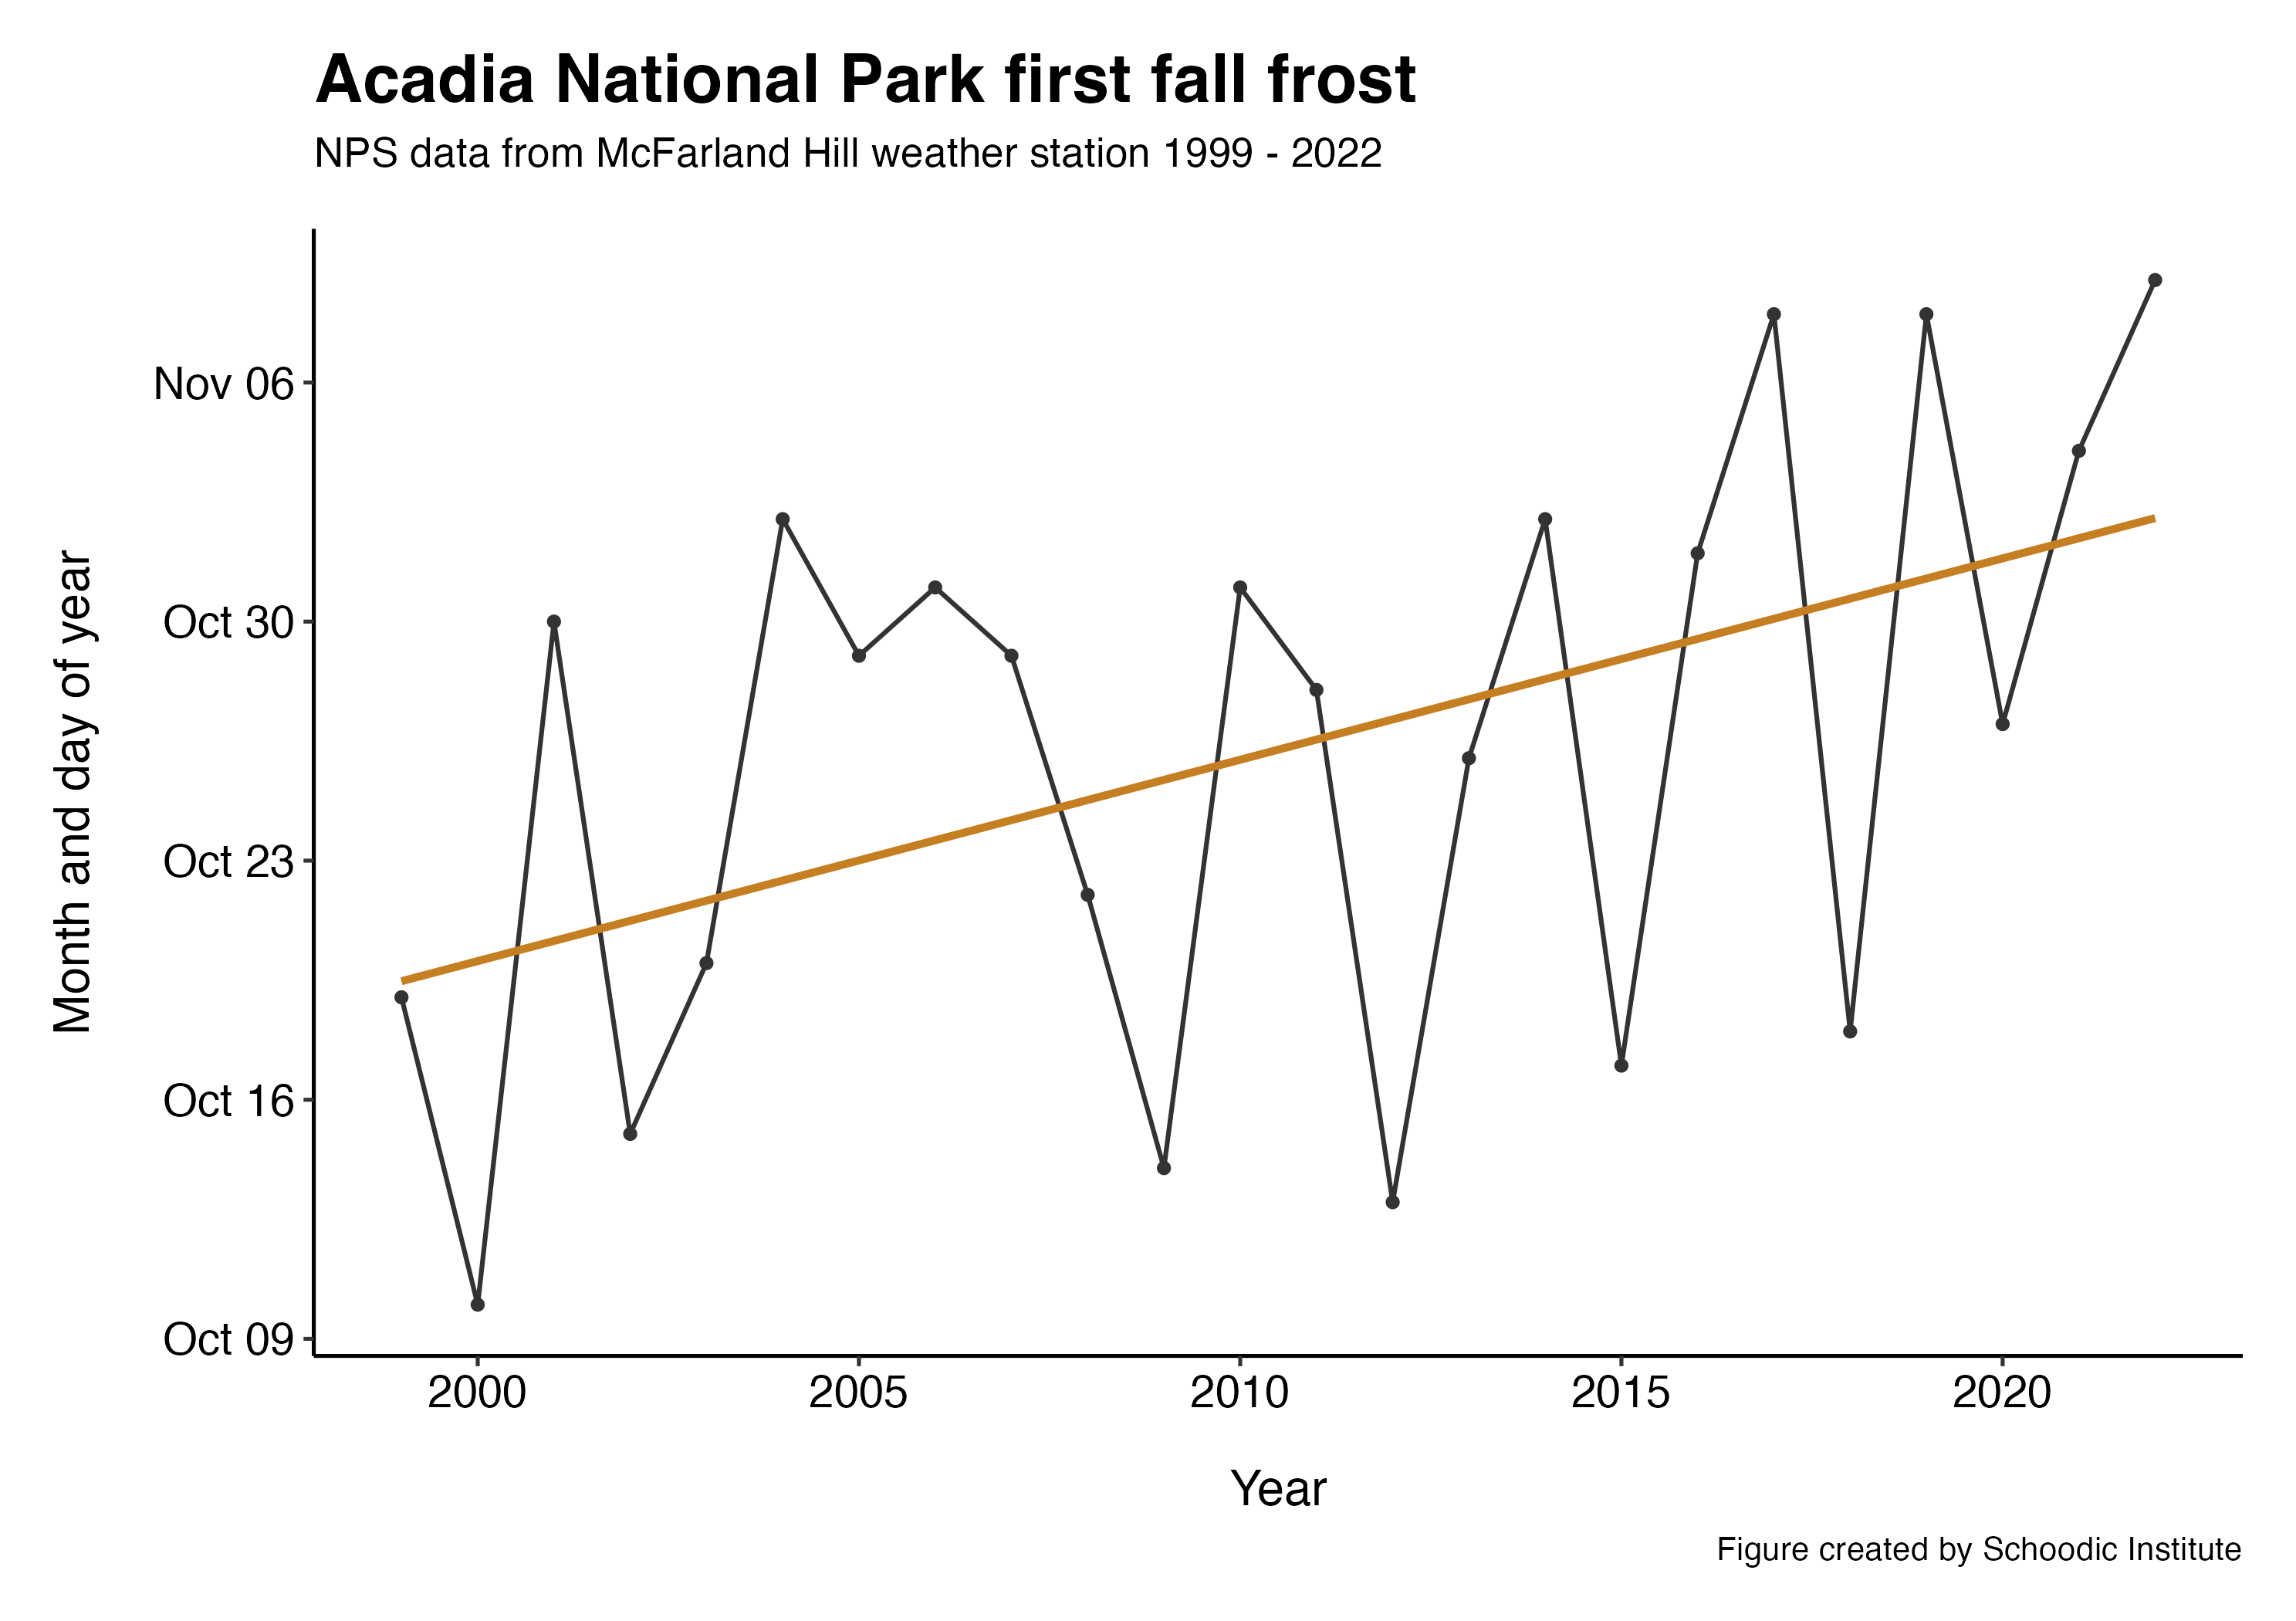 Acadia National Park first fall frost
NPS data from McFarland Hill weather station 1999 - 2022
Month and day of year
Nov 06
Oct 30
Oct 23
Oct 16
Oct 09
2000 2005 2010 2015 2020
Year
Figure created by Schoodic Institute